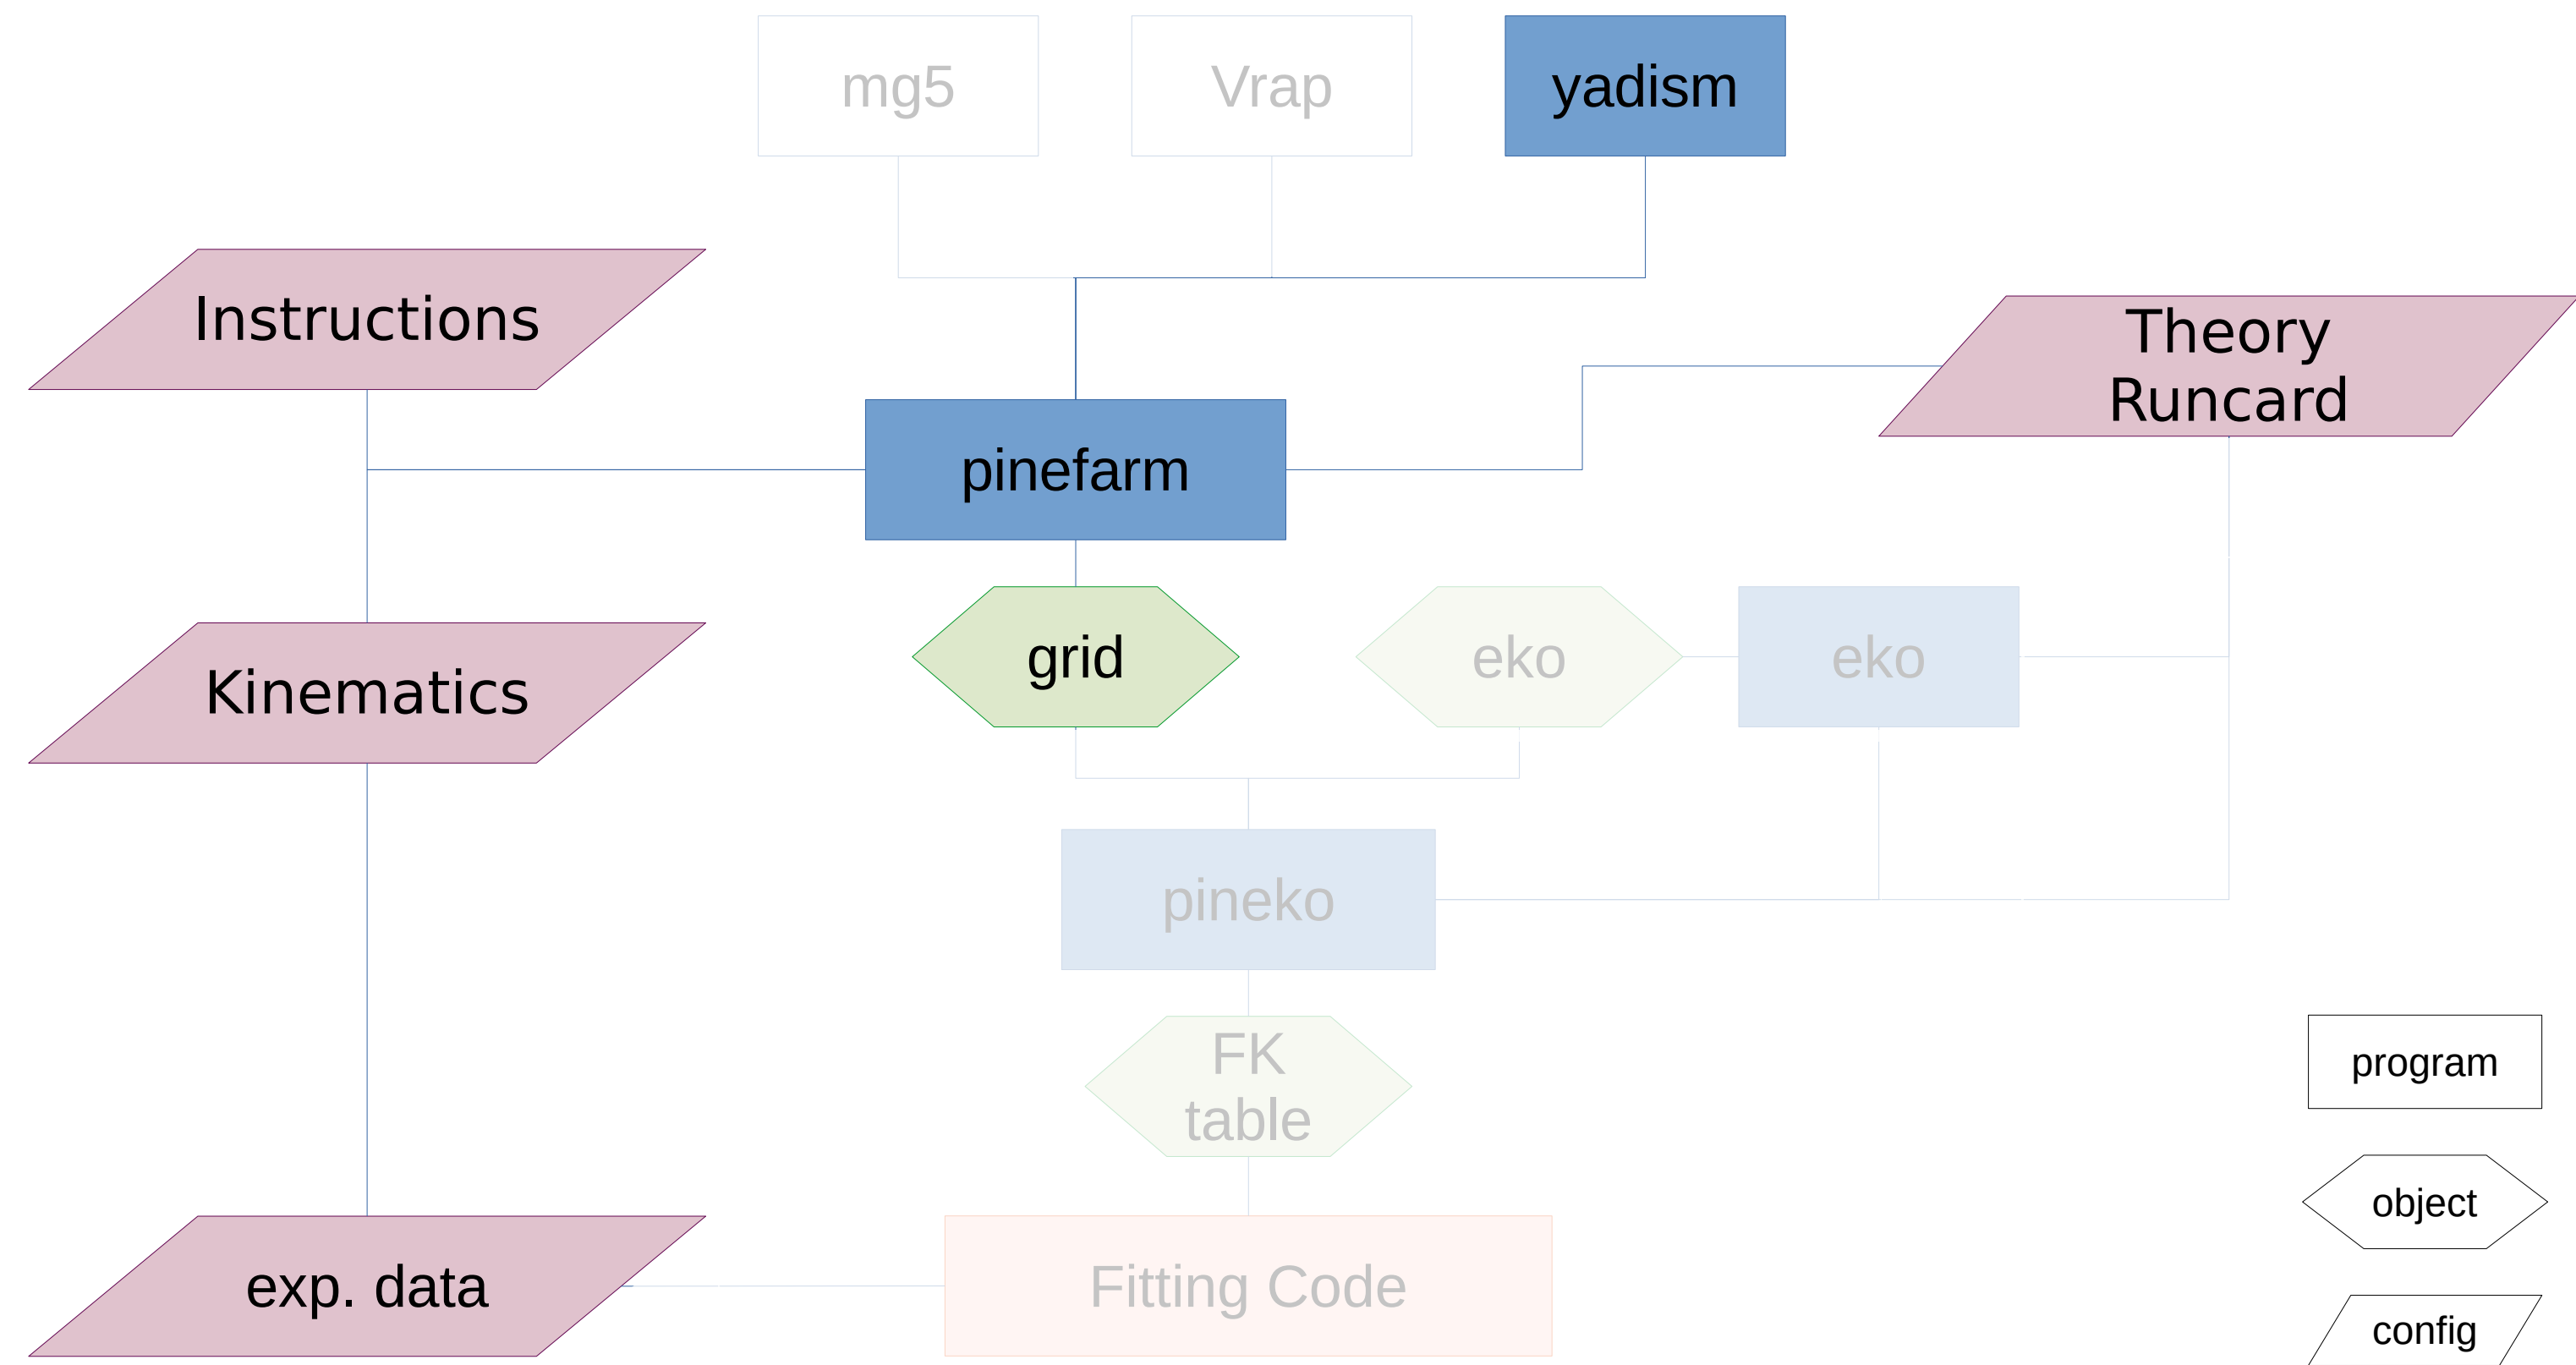 mg5
Vrap
yadism
Instructions
Theory
Runcard
pinefarm
grid
eko
eko
Kinematics
pineko
FK
table
program
object
exp. data
Fitting Code
config